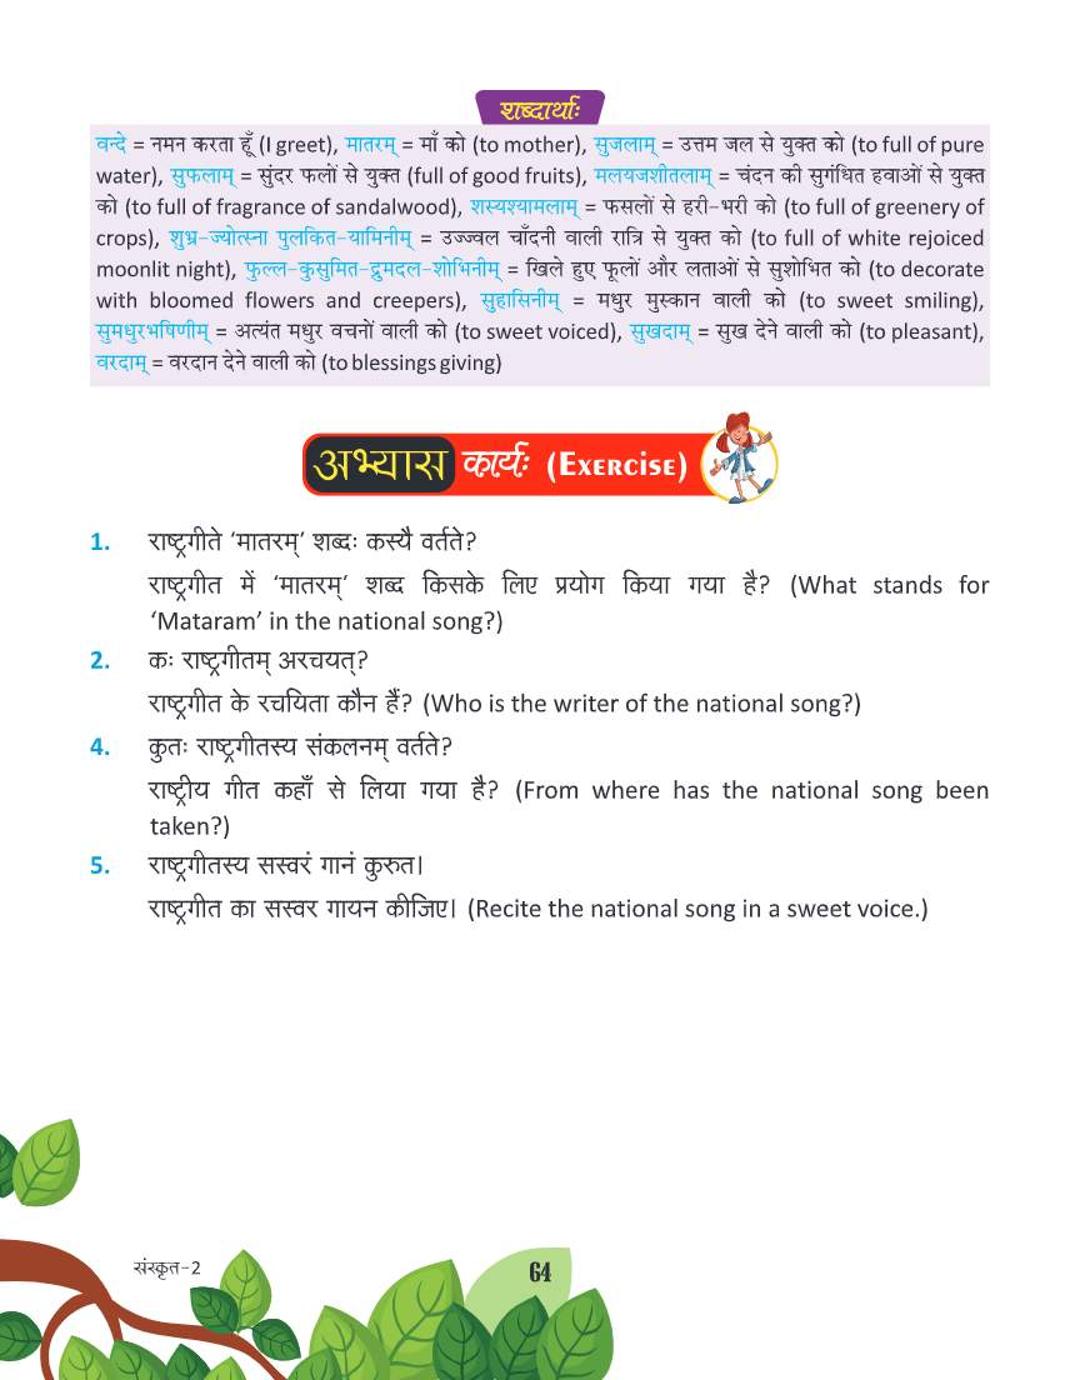 शब्दार्थाः
वन्दे = नमन करता हूँ (I greet), मातरम् = माँ को (to mother), सुजलाम् = उत्तम जल से युक्त को (to full of pure
water), सुफलाम् = सुंदर फलों से युक्त (full of good fruits), मलयजशीतलाम् = चंदन की सुगंधित हवाओं से युक्त
को (to full of fragrance of sandalwood), शस्यश्यामलाम् = फसलों से हरी-भरी को (to full of greenery of
crops), शुभ्र-ज्योत्स्ना पुलकित-यामिनीम् = उज्ज्वल चाँदनी वाली रात्रि से युक्त को (to full of white rejoiced
moonlit night), फुल्ल-कुसुमित-द्रुमदल-शोभिनीम् = खिले हुए फूलों और लताओं से सुशोभित को (to decorate
with bloomed flowers and creepers), सुहासिनीम् = मधुर मुस्कान वाली को (to sweet smiling),
सुमधुरभषिणीम् = अत्यंत मधुर वचनों वाली को (to sweet voiced), सुखदाम् = सुख देने वाली को (to pleasant),
वरदाम् = वरदान देने वाली को (to blessings giving)
अभ्यास कार्यः (Exercise)
1. राष्ट्रगीते ‘मातरम्’ शब्दः कस्यै वर्तते?
राष्ट्रगीत में ‘मातरम्’ शब्द किसके लिए प्रयोग किया गया है? (What stands for
‘Mataram’ in the national song?)
2. कः राष्ट्रगीतम् अरचयत्?
राष्ट्रगीत के रचयिता कौन हैं? (Who is the writer of the national song?)
4. कुतः राष्ट्रगीतस्य संकलनम् वर्तते?
राष्ट्रीय गीत कहाँ से लिया गया है? (From where has the national song been
taken?)
5. राष्ट्रगीतस्य सस्वरं गानं कुरुत।
राष्ट्रगीत का सस्वर गायन कीजिए। (Recite the national song in a sweet voice.)
संस्कृत-2
64